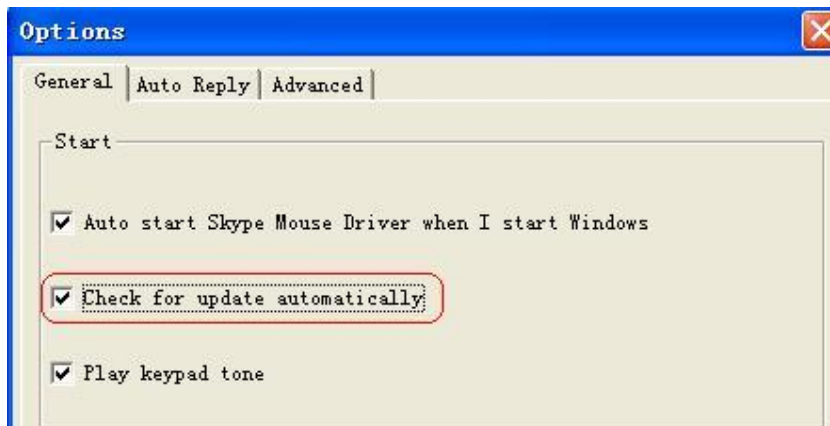 Options
General Auto Reply Advanced
Start
Auto start Skype Mouse Driver when I start Windows
Check for update automatically
Play keypad tone